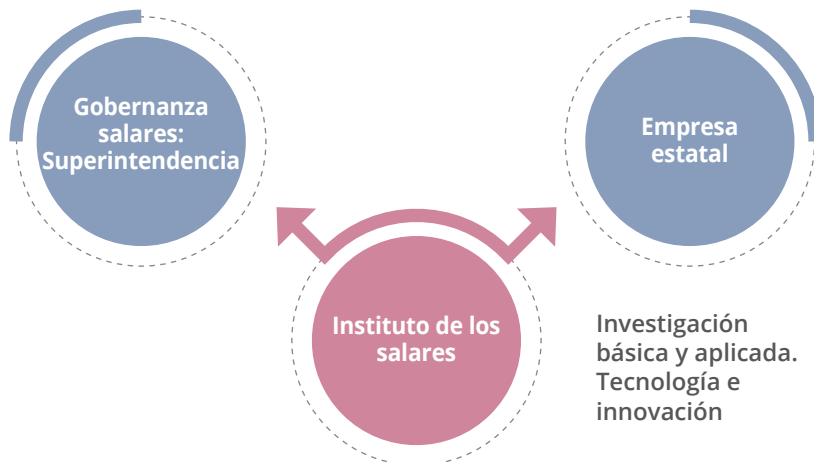 Gobernanza
salares:
Superintendencia
Empresa
estatal
Instituto de los
salares
Investigación
básica y aplicada.
Tecnología e
innovación